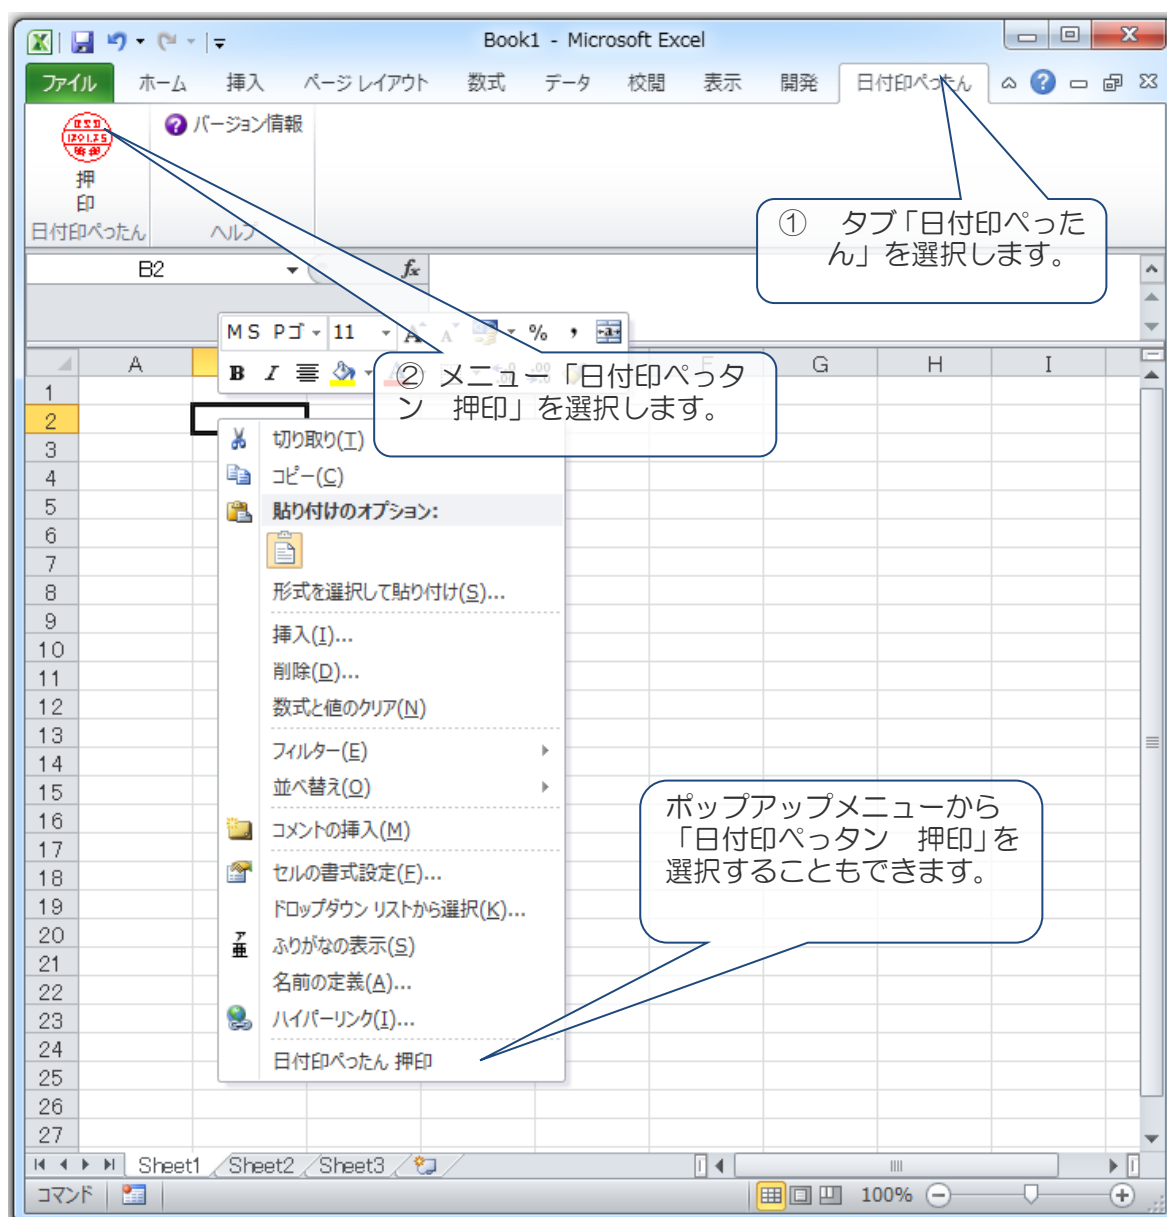 Book1 - Microsoft Excel
ファイル ホーム 挿入 ページ レイアウト 数式 データ 校閲 表示 開発 日付印ぺったん
バージョン情報
押
印
日付印ぺったん ヘルプ
① タブ「日付印ぺった
ん」を選択します。
B2 fx
MS Pゴ 11 A A % ,
B I A
② メニュー「日付印ぺっタ
ン 押印」を選択します。
A F G H I
1
2
3
4
5
6
7
8
9
10
11
12
13
14
15
16
17
18
19
20
21
22
23
24
25
26
27
切り取り(T)
コピー(C)
貼り付けのオプション:
形式を選択して貼り付け(S)...
挿入(I)...
削除(D)...
数式と値のクリア(N)
フィルター(E)
並べ替え(O)
コメントの挿入(M)
セルの書式設定(F)...
ドロップダウン リストから選択(K)...
ふりがなの表示(S)
名前の定義(A)...
ハイパーリンク(I)...
日付印ぺったん 押印
ポップアップメニューから
「日付印ぺっタン 押印」を
選択することもできます。
Sheet1 Sheet2 Sheet3
コマンド 100%